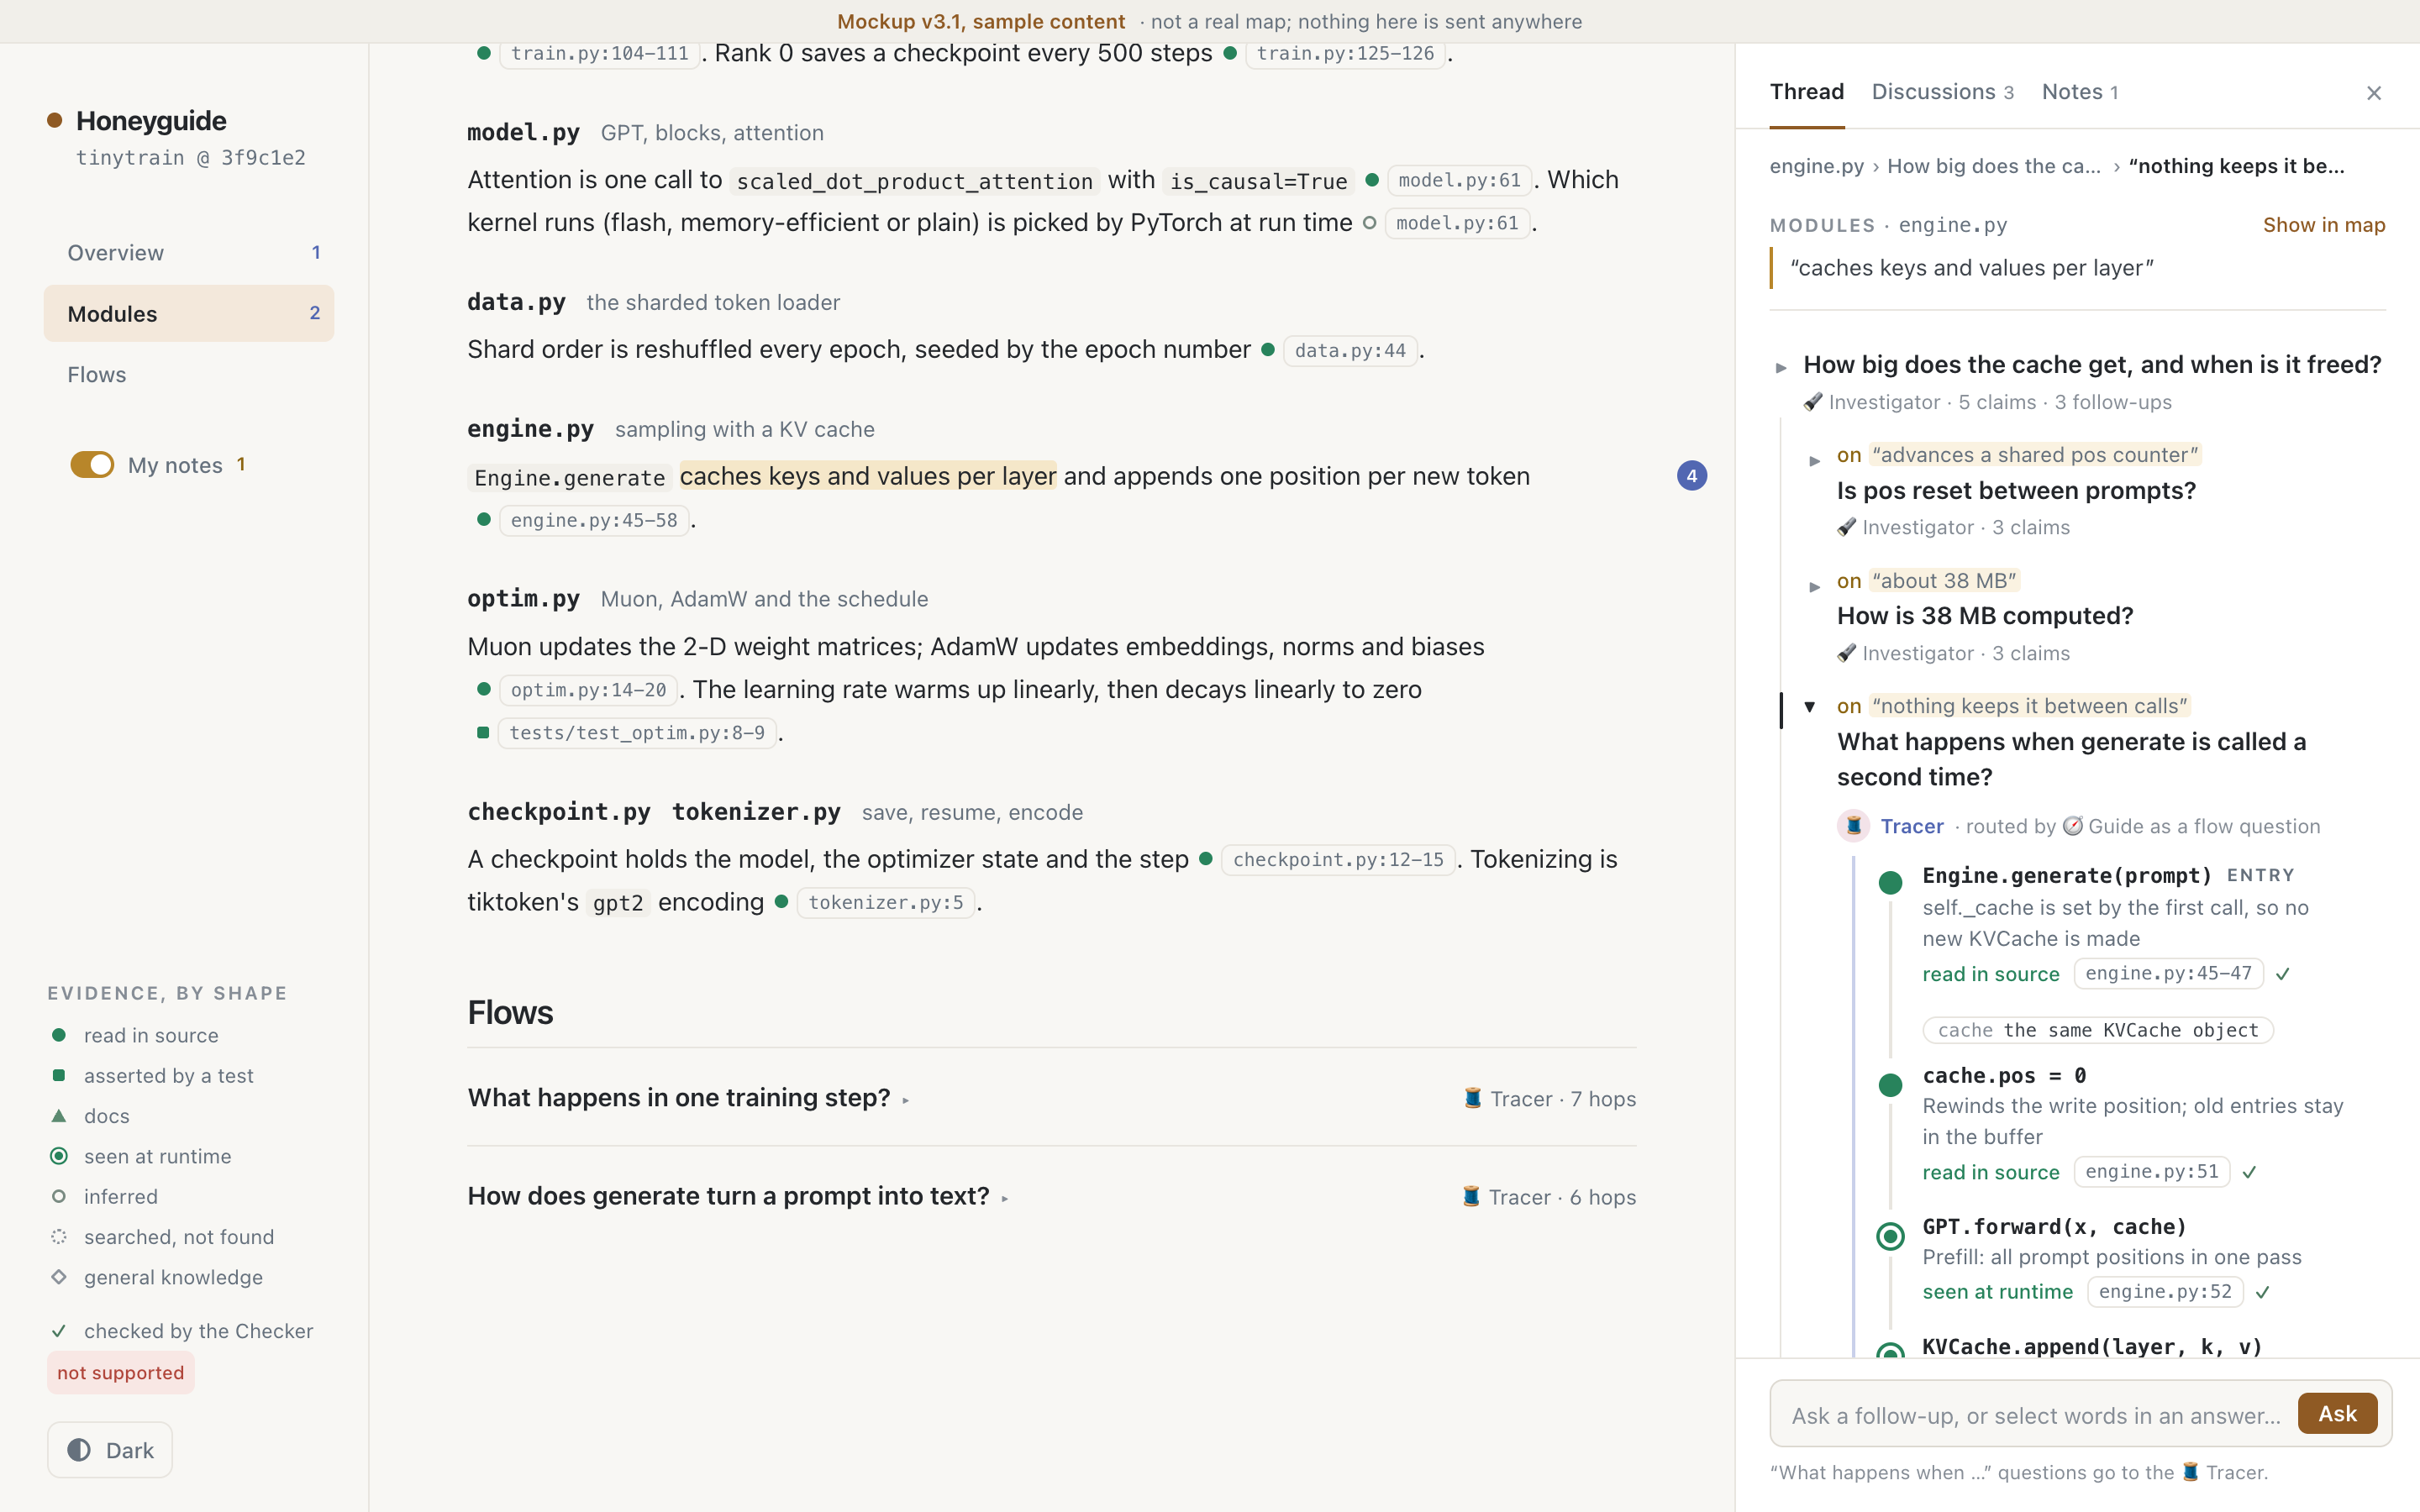 Mockup v3.1, sample content · not a real map; nothing here is sent anywhere
Honeyguide
tinytrain @ 3f9c1e2
Overview 1
Modules 2
Flows
My notes 1
EVIDENCE, BY SHAPE
read in source
asserted by a test
docs
seen at runtime
inferred
searched, not found
general knowledge
✓ checked by the Checker
not supported
Dark
train.py:104–111. Rank 0 saves a checkpoint every 500 steps train.py:125–126.
model.py GPT, blocks, attention
Attention is one call to scaled_dot_product_attention with is_causal=True model.py:61. Which
kernel runs (flash, memory-efficient or plain) is picked by PyTorch at run time model.py:61.
data.py the sharded token loader
Shard order is reshuffled every epoch, seeded by the epoch number data.py:44.
engine.py sampling with a KV cache
Engine.generate caches keys and values per layer and appends one position per new token
4
engine.py:45–58.
optim.py Muon, AdamW and the schedule
Muon updates the 2-D weight matrices; AdamW updates embeddings, norms and biases
optim.py:14–20. The learning rate warms up linearly, then decays linearly to zero
tests/test_optim.py:8–9.
checkpoint.py tokenizer.py save, resume, encode
A checkpoint holds the model, the optimizer state and the step checkpoint.py:12–15. Tokenizing is
tiktoken's gpt2 encoding tokenizer.py:5.
Flows
What happens in one training step? ▸ Tracer · 7 hops
How does generate turn a prompt into text? ▸ Tracer · 6 hops
Thread Discussions 3 Notes 1 ×
engine.py › How big does the ca... › “nothing keeps it be...
MODULES · engine.py Show in map
“caches keys and values per layer”
How big does the cache get, and when is it freed?
Investigator · 5 claims · 3 follow-ups
on “advances a shared pos counter”
Is pos reset between prompts?
Investigator · 3 claims
on “about 38 MB”
How is 38 MB computed?
Investigator · 3 claims
on “nothing keeps it between calls”
What happens when generate is called a
second time?
Tracer · routed by Guide as a flow question
Engine.generate(prompt) ENTRY
self._cache is set by the first call, so no
new KVCache is made
read in source engine.py:45–47 ✓
cache the same KVCache object
cache.pos = 0
Rewinds the write position; old entries stay
in the buffer
read in source engine.py:51 ✓
GPT.forward(x, cache)
Prefill: all prompt positions in one pass
seen at runtime engine.py:52 ✓
KVCache.append(layer, k, v)
Ask a follow-up, or select words in an answer... Ask
“What happens when ...” questions go to the Tracer.